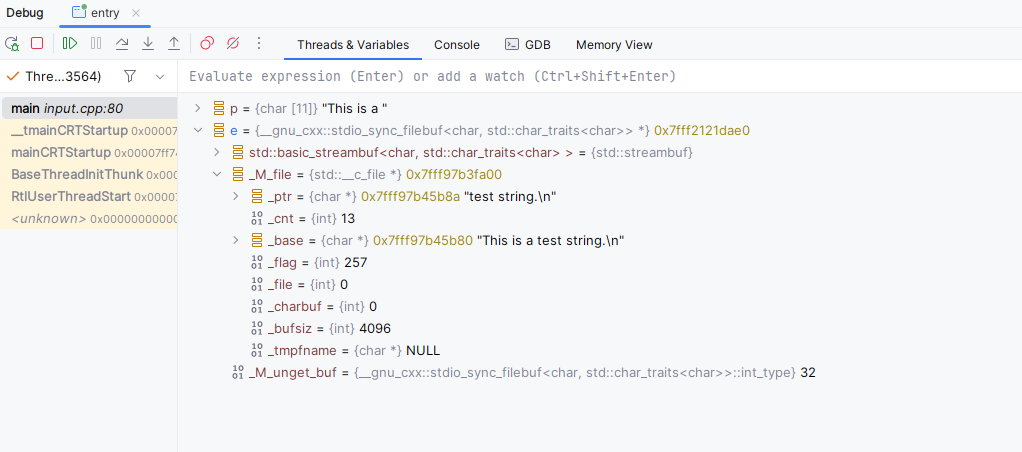 Debug entry
Thre...3564) Threads & Variables Console GDB Memory View
Evaluate expression (Enter) or add a watch (Ctrl+Shift+Enter)
main input.cpp:80
__tmainCRTStartup 0x00007
mainCRTStartup 0x00007ff74
BaseThreadInitThunk 0x000
RtlUserThreadStart 0x0000
<unknown> 0x00000000000
p = {char [11]} "This is a "
e = {__gnu_cxx::stdio_sync_filebuf<char, std::char_traits<char>> *} 0x7fff2121dae0
std::basic_streambuf<char, std::char_traits<char> > = {std::streambuf}
_M_file = {std::__c_file *} 0x7fff97b3fa00
_ptr = {char *} 0x7fff97b45b8a "test string.\n"
_cnt = {int} 13
_base = {char *} 0x7fff97b45b80 "This is a test string.\n"
_flag = {int} 257
_file = {int} 0
_charbuf = {int} 0
_bufsiz = {int} 4096
_tmpfname = {char *} NULL
_M_unget_buf = {__gnu_cxx::stdio_sync_filebuf<char, std::char_traits<char>>::int_type} 32